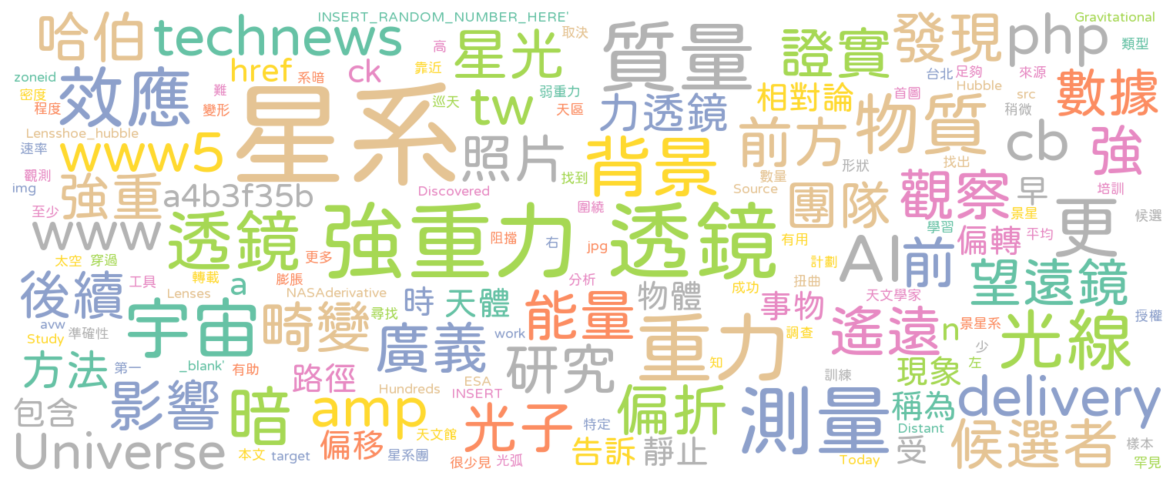 INSERT_RANDOM_NUMBER_HERE'
Gravitational
哈伯
technews
高
取決
質量
發現
php
類型
星光
證實
zoneid
效應
href
系暗
ck
靠近
台北
足夠
來源
密度
程度
難
變形
星系
巡天
tw
弱重力
天區
相對論
首圖
Hubble
src
稍微
數據
Lensshoe_hubble
力透鏡
物質
速率
www5
照片
背景
前方
cb
強
觀測
img
強重
a4b3f35b
Discovered
找到
數量
Source
形狀
找出
觀察
早
培訓
至少
圍繞
團隊
更
景星
候選
www
透鏡
強重力
透鏡
阻擋
右
jpg
有用
AI
前
學習
偏轉
平均
太空
穿過
轉載
膨脹
更多
計劃
望遠鏡
後續
工具
Lenses
a
NASAderivative
分析
物體
成功
扭曲
天文學家
宇宙
畸變
時
天體
能量
事物
遙遠
n
景星系
授權
avw
Study
準確性
尋找
廣義
work
重力
調查
少
光線
方法
第一
_blank'
有助
研究
知
現象
左
影響
路徑
Hundreds
ESA
INSERT
訓練
稱為
delivery
包含
暗
amp
天文館
光子
特定
偏折
測量
Distant
Universe
本文
target
偏移
星系團
很少見
光弧
告訴
靜止
Today
受
候選者
樣本
罕見